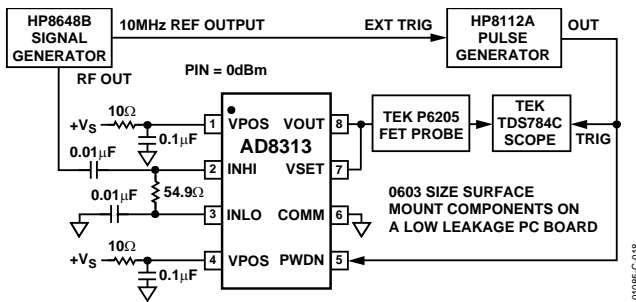 HP8648B
SIGNAL
GENERATOR
10MHz REF OUTPUT
EXT TRIG
HP8112A
PULSE
GENERATOR
OUT
RF OUT
PIN = 0dBm
10Ω
+VS
0.1μF
0.01μF
54.9Ω
0.01μF
10Ω
+VS
0.1μF
1 VPOS VOUT 8
AD8313
2 INHI VSET 7
3 INLO COMM 6
4 VPOS PWDN 5
TEK P6205
FET PROBE
TEK
TDS784C
SCOPE
TRIG
0603 SIZE SURFACE
MOUNT COMPONENTS ON
A LOW LEAKAGE PC BOARD
01085-C-018